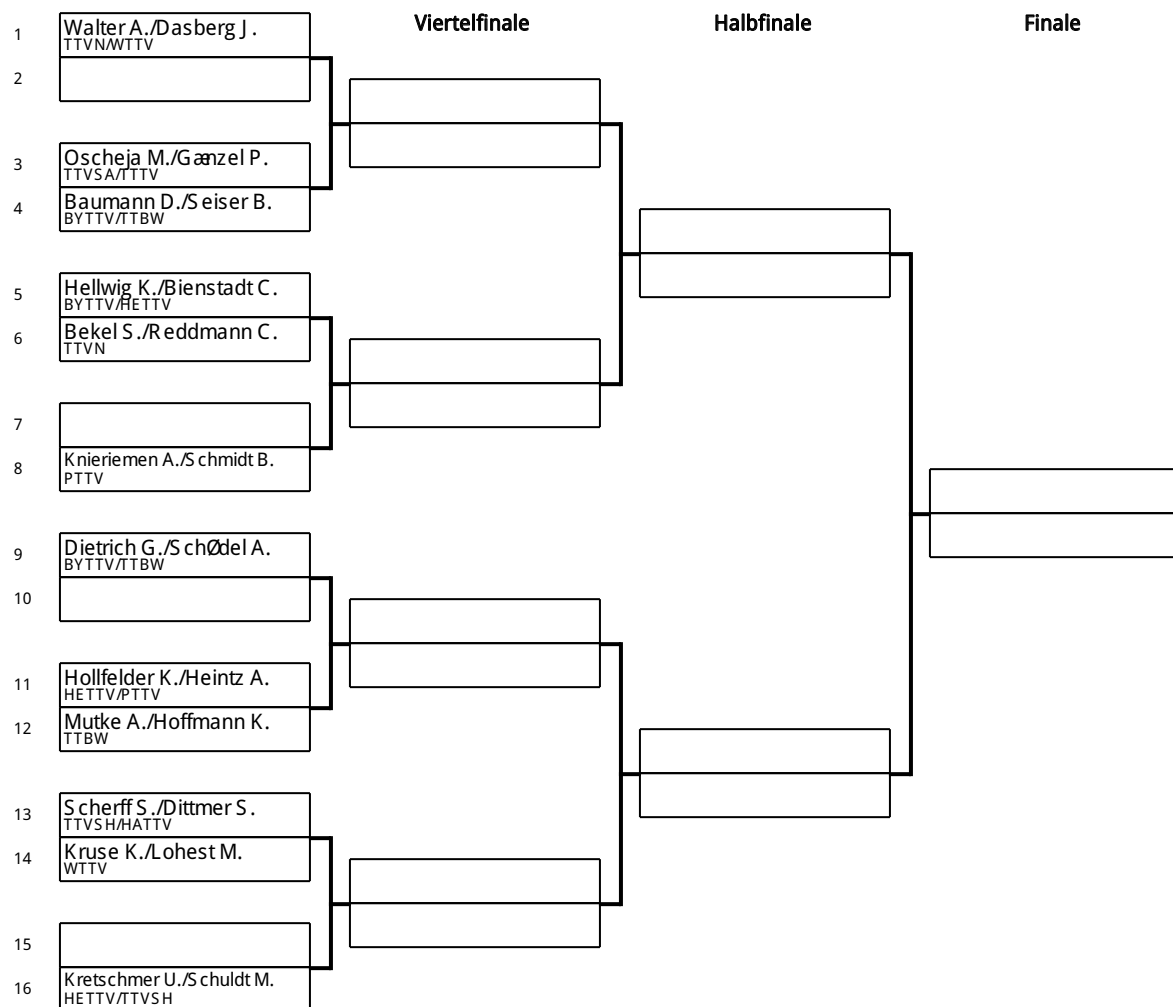 Viertelfinale
Halbfinale
Finale
1
Walter A./Dasberg J.
TTVN/WTTV
2
3
Oscheja M./Gænzel P.
TTVSA/TTTV
4
Baumann D./Seiser B.
BYTTV/TTBW
5
Hellwig K./Bienstadt C.
BYTTV/HETTV
6
Bekel S./Reddmann C.
TTVN
7
8
Knieriemen A./Schmidt B.
PTTV
9
Dietrich G./SchØdel A.
BYTTV/TTBW
10
11
Hollfelder K./Heintz A.
HETTV/PTTV
12
Mutke A./Hoffmann K.
TTBW
13
Scherff S./Dittmer S.
TTVSH/HATTV
14
Kruse K./Lohest M.
WTTV
15
16
Kretschmer U./Schuldt M.
HETTV/TTVSH